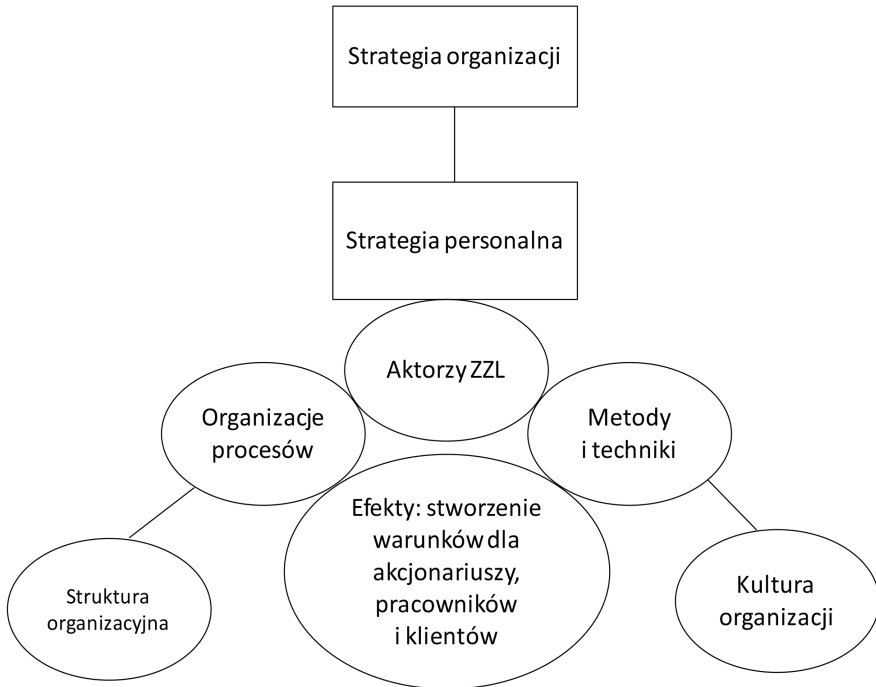 Strategia organizacji
Strategia personalna
Aktorzy ZZL
Organizacje
procesów
Metody
i techniki
Efekty: stworzenie
warunków dla
akcjonariuszy,
pracowników
i klientów
Struktura
organizacyjna
Kultura
organizacji